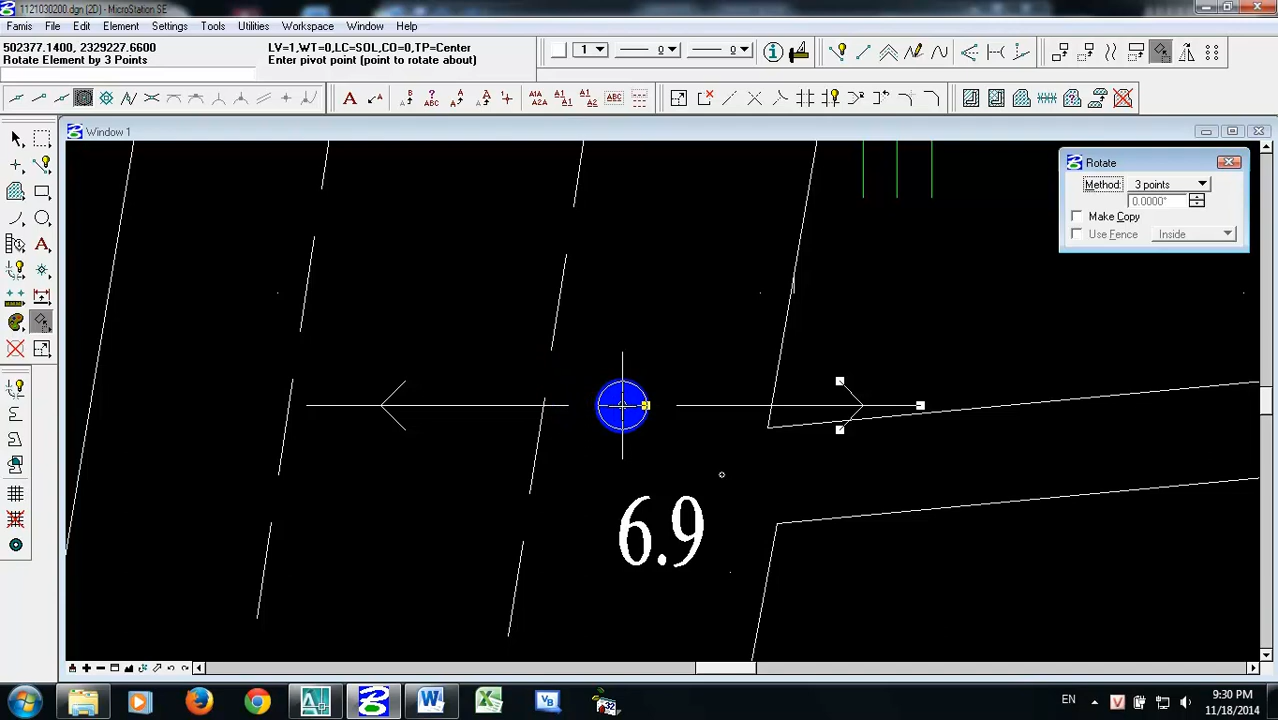 1121030200.dgn (2D) - MicroStation SE
Famis File Edit Element Settings Tools Utilities Workspace Window Help
502377.1400, 2329227.6600 LV=1,WT=0,LC=SOL,CO=0,TP=Center
Rotate Element by 3 Points Enter pivot point (point to rotate about)
1 0 0
Window 1
Rotate
Method: 3 points
0.0000°
Make Copy
Use Fence Inside
6.9
EN
9:30 PM
11/18/2014